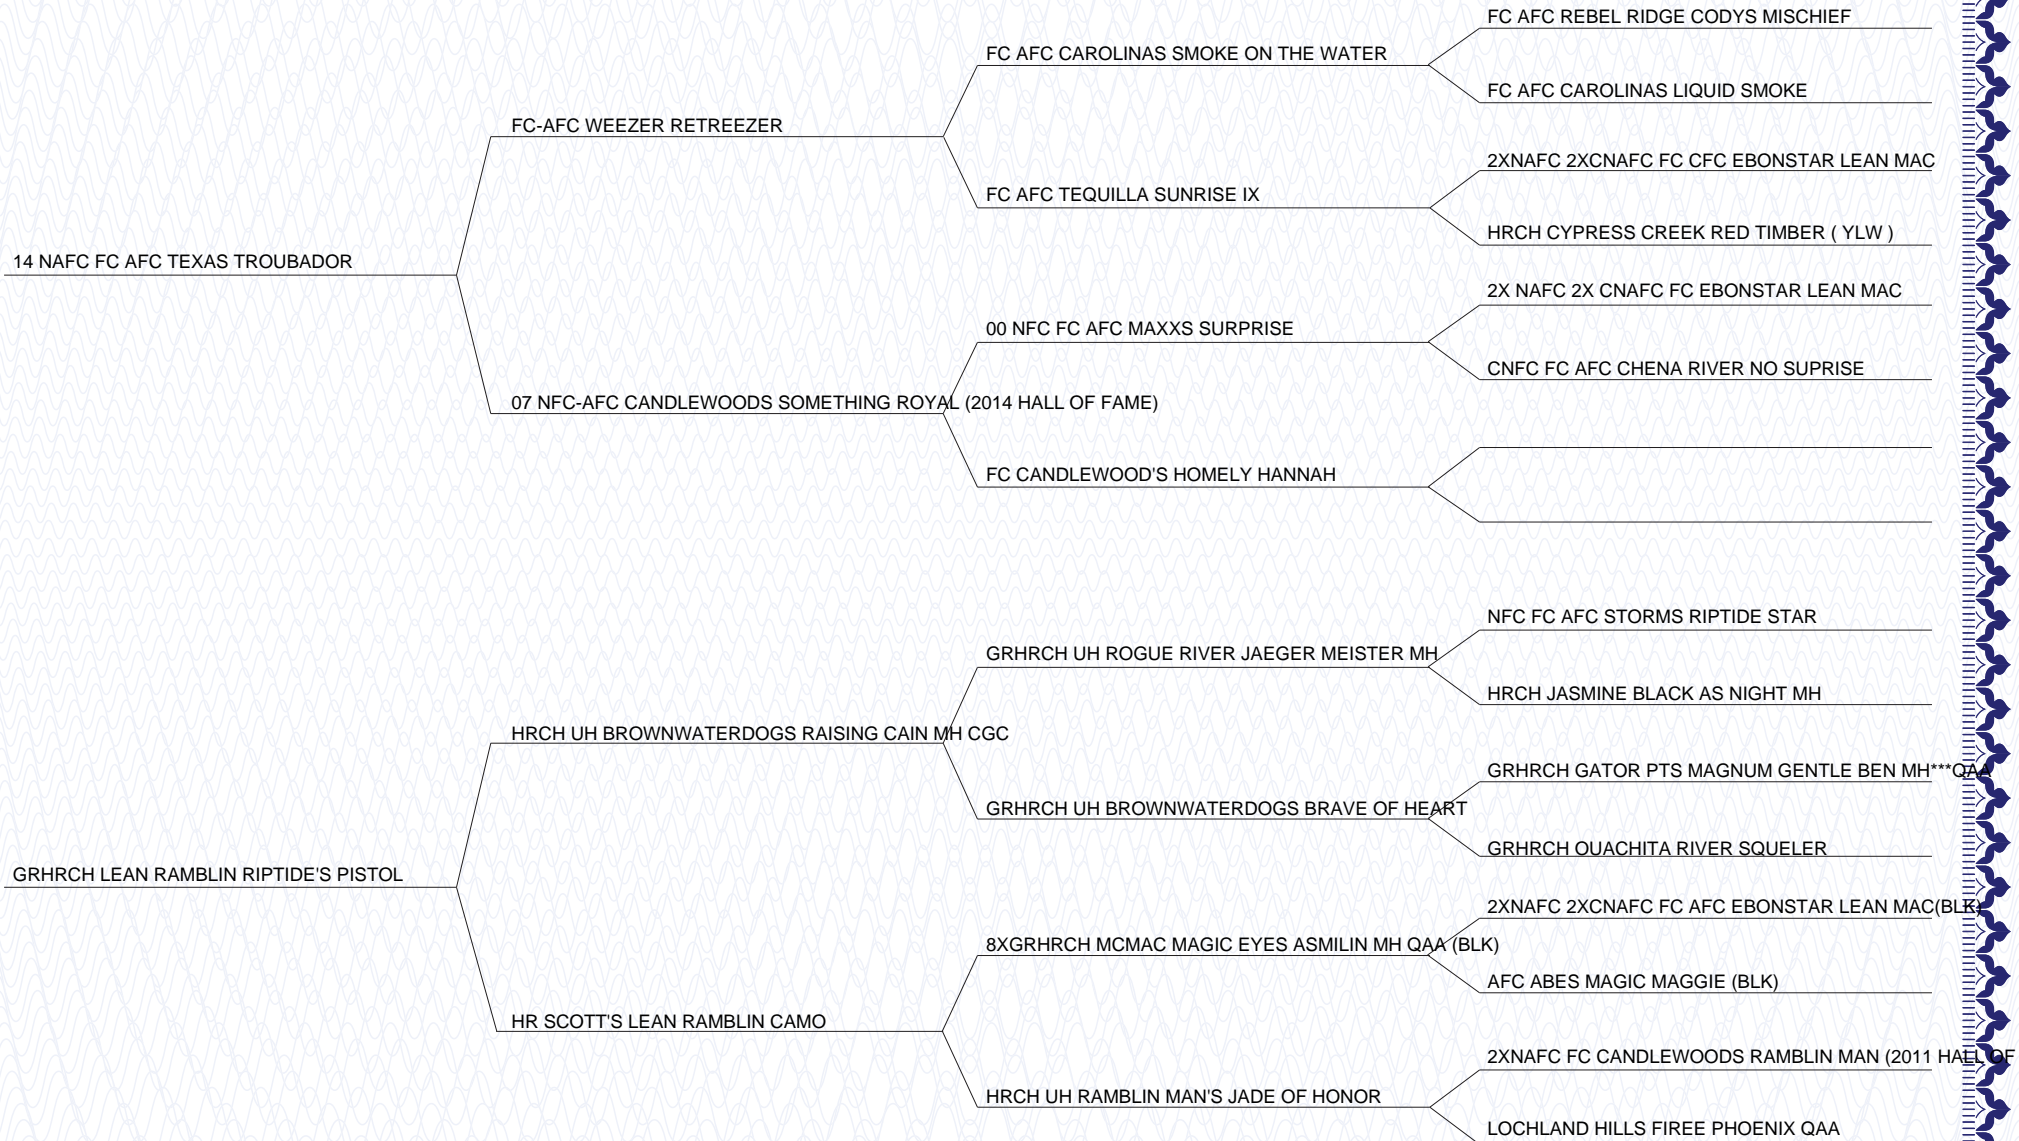 FC AFC REBEL RIDGE CODYS MISCHIEF
FC AFC CAROLINAS SMOKE ON THE WATER
FC AFC CAROLINAS LIQUID SMOKE
FC-AFC WEEZER RETREEZER
2XNAFC 2XCNAFC FC CFC EBONSTAR LEAN MAC
FC AFC TEQUILLA SUNRISE IX
HRCH CYPRESS CREEK RED TIMBER ( YLW )
14 NAFC FC AFC TEXAS TROUBADOR
2X NAFC 2X CNAFC FC EBONSTAR LEAN MAC
00 NFC FC AFC MAXXS SURPRISE
CNFC FC AFC CHENA RIVER NO SUPRISE
07 NFC-AFC CANDLEWOODS SOMETHING ROYAL (2014 HALL OF FAME)
FC CANDLEWOOD'S HOMELY HANNAH
NFC FC AFC STORMS RIPTIDE STAR
GRHRCH UH ROGUE RIVER JAEGER MEISTER MH
HRCH JASMINE BLACK AS NIGHT MH
HRCH UH BROWNWATERDOGS RAISING CAIN MH CGC
GRHRCH GATOR PTS MAGNUM GENTLE BEN MH***QAA
GRHRCH UH BROWNWATERDOGS BRAVE OF HEART
GRHRCH OUACHITA RIVER SQUELER
GRHRCH LEAN RAMBLIN RIPTIDE'S PISTOL
2XNAFC 2XCNAFC FC AFC EBONSTAR LEAN MAC(BLK)
8XGRHRCH MCMAC MAGIC EYES ASMILIN MH QAA (BLK)
AFC ABES MAGIC MAGGIE (BLK)
HR SCOTT'S LEAN RAMBLIN CAMO
2XNAFC FC CANDLEWOODS RAMBLIN MAN (2011 HALL OF
HRCH UH RAMBLIN MAN'S JADE OF HONOR
LOCHLAND HILLS FIREE PHOENIX QAA